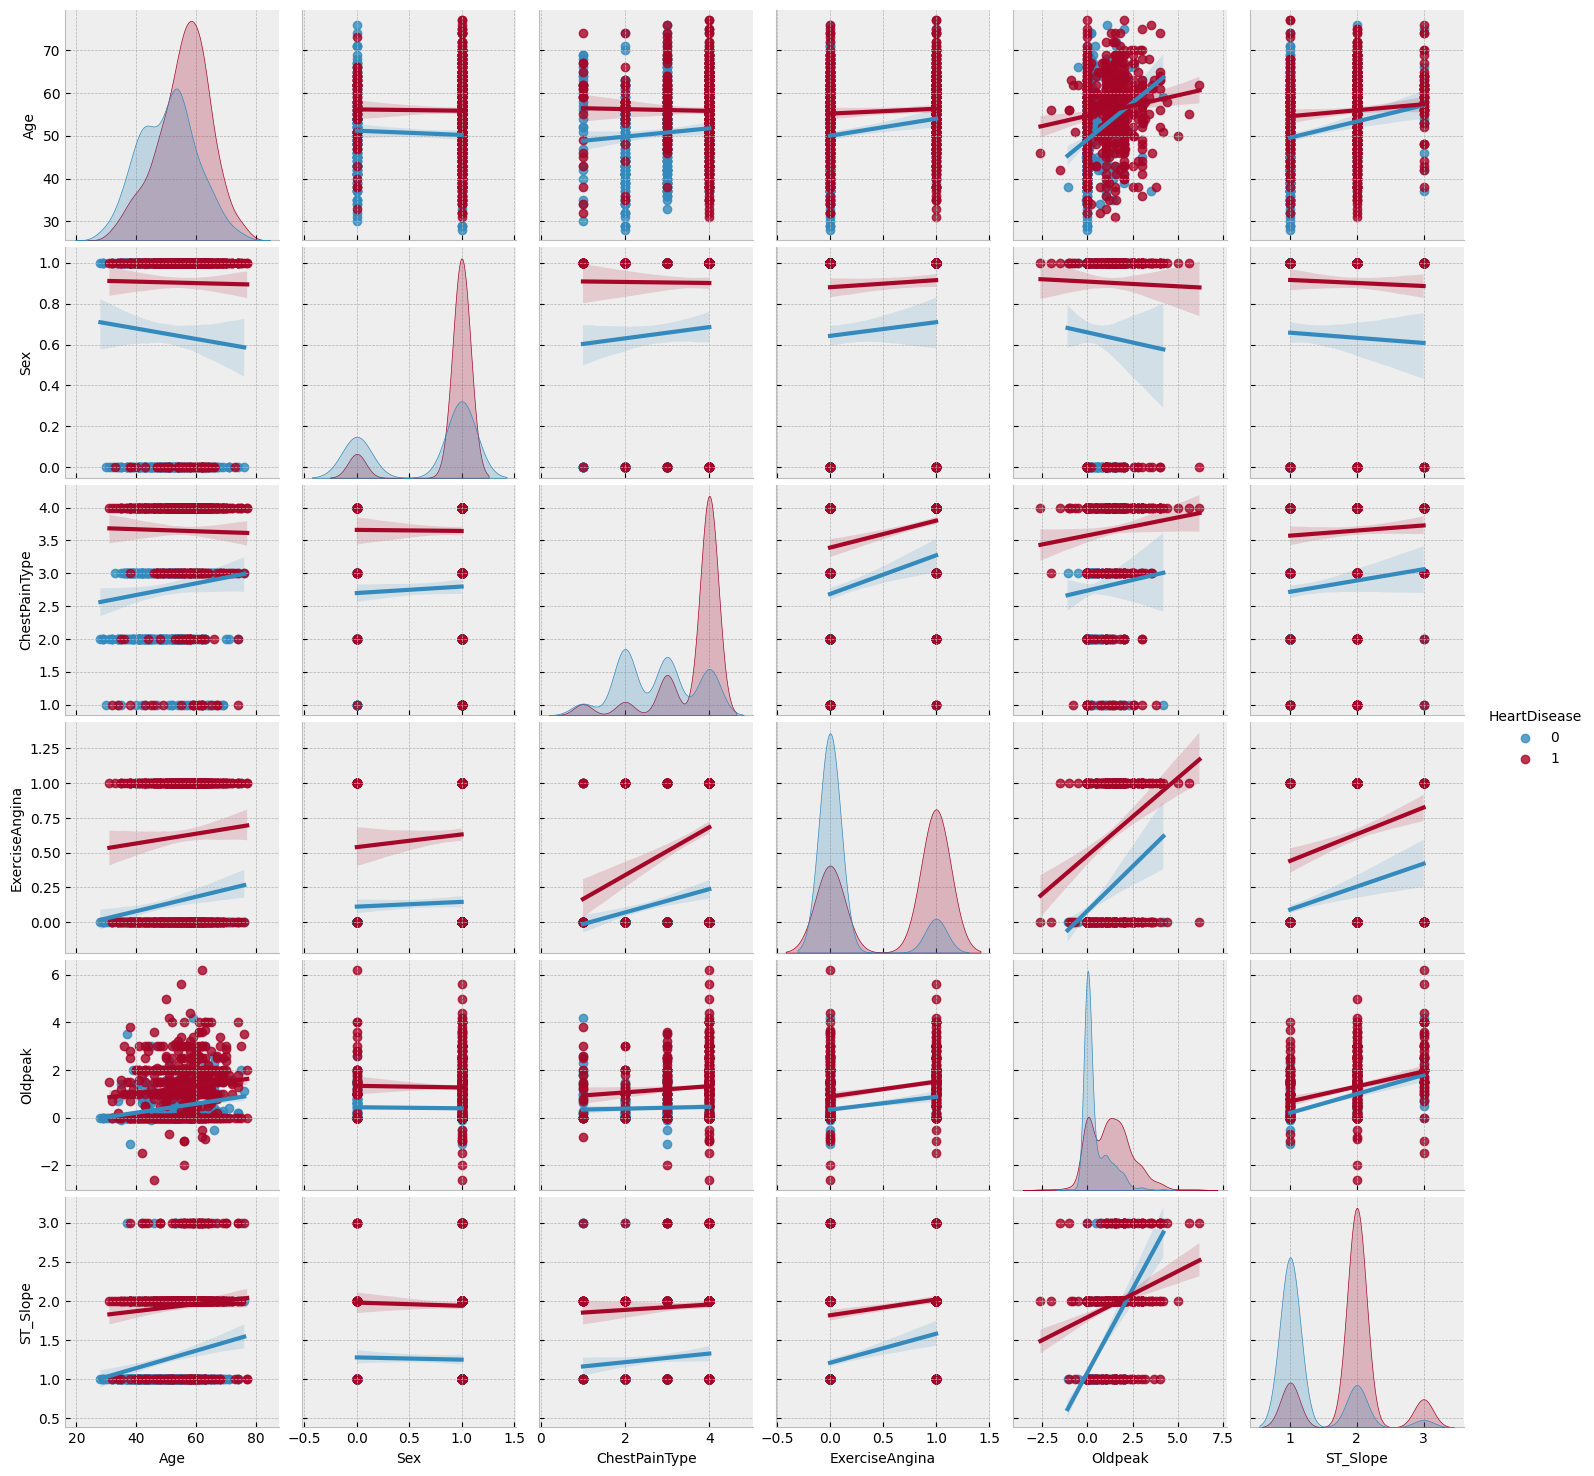 70
60
50
40
30
Age
1.0
0.8
0.6
0.4
0.2
0.0
Sex
4.0
3.5
3.0
2.5
2.0
1.5
1.0
ChestPainType
HeartDisease
0
1
1.25
1.00
0.75
0.50
0.25
0.00
ExerciseAngina
6
4
2
0
−2
Oldpeak
3.0
2.5
2.0
1.5
1.0
0.5
ST_Slope
20 40 60 80
−0.5 0.0 0.5 1.0 1.5
0 2 4
−0.5 0.0 0.5 1.0 1.5
−2.5 0.0 2.5 5.0 7.5
1 2 3
Age Sex ChestPainType ExerciseAngina Oldpeak ST_Slope